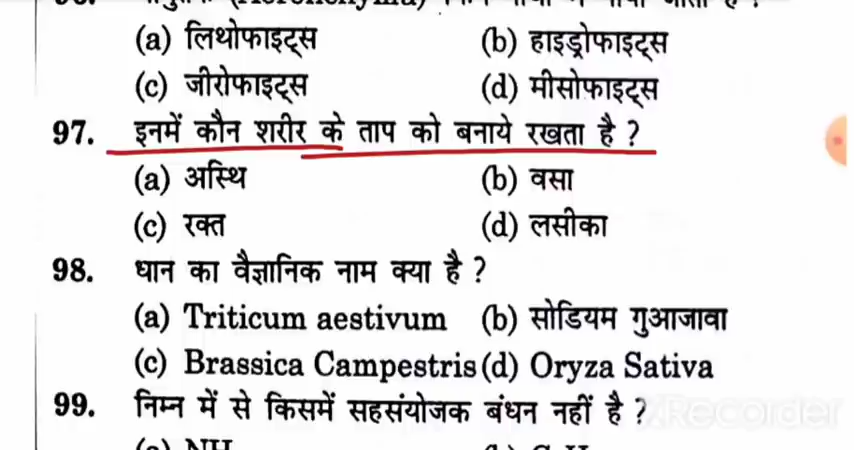 (a) लिथोफाइट्स (b) हाइड्रोफाइट्स
(c) जीरोफाइट्स (d) मीसोफाइट्स
97. इनमें कौन शरीर के ताप को बनाये रखता है ?
(a) अस्थि (b) वसा
(c) रक्त (d) लसीका
98. धान का वैज्ञानिक नाम क्या है ?
(a) Triticum aestivum (b) सोडियम गुआजावा
(c) Brassica Campestris (d) Oryza Sativa
99. निम्न में से किसमें सहसंयोजक बंधन नहीं है ?
XRecorder